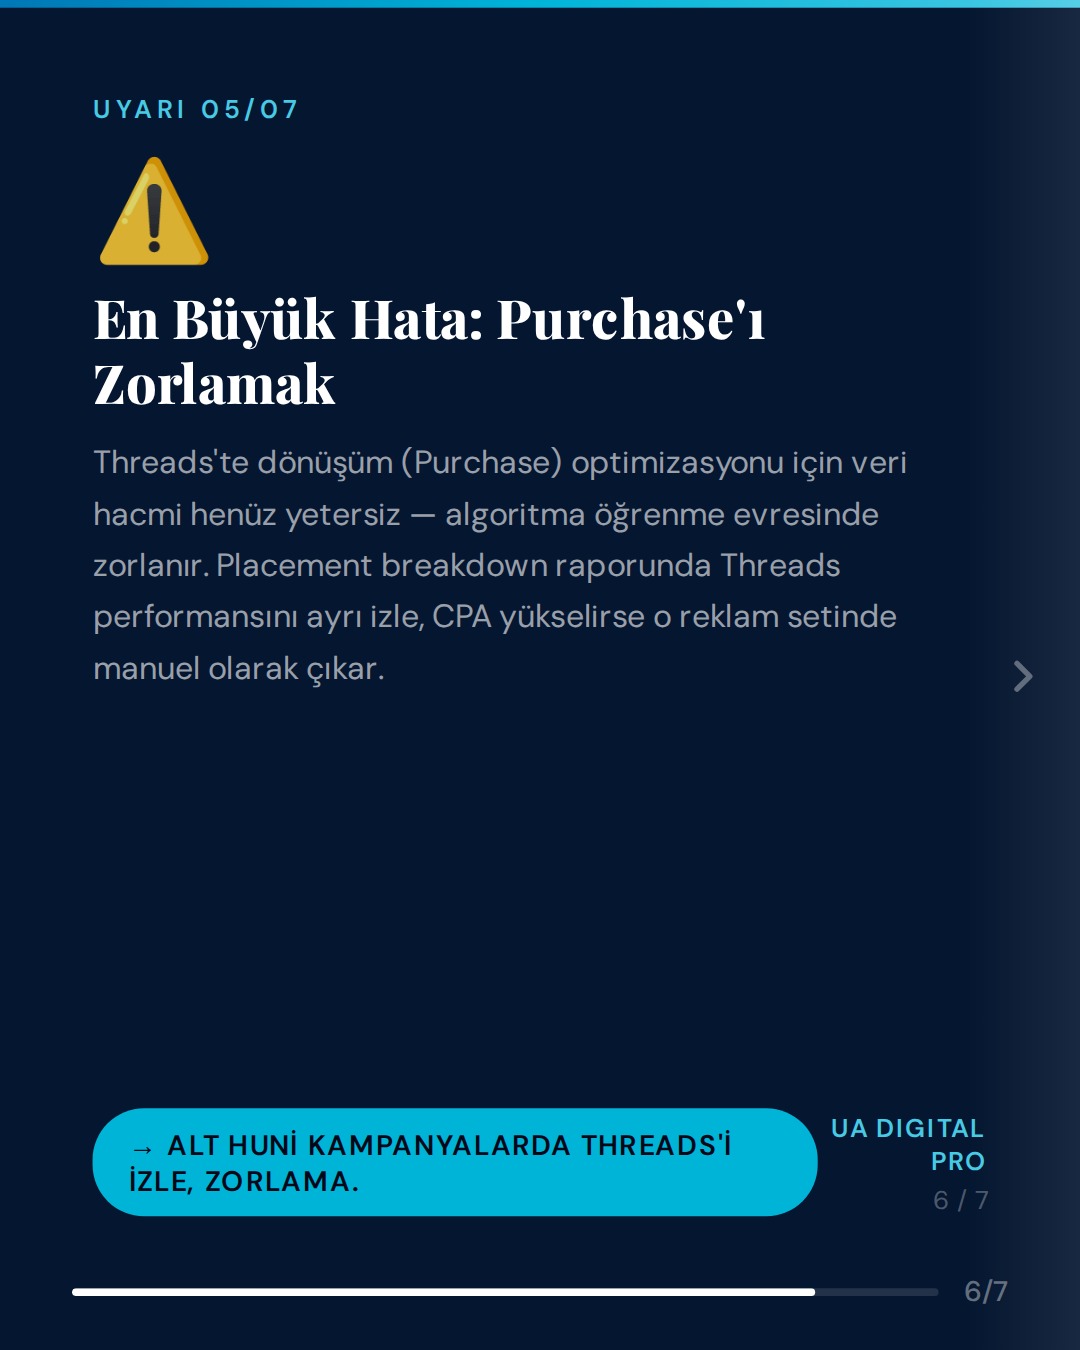 UYARI 05/07
En Büyük Hata: Purchase'ı
Zorlamak
Threads'te dönüşüm (Purchase) optimizasyonu için veri
hacmi henüz yetersiz — algoritma öğrenme evresinde
zorlanır. Placement breakdown raporunda Threads
performansını ayrı izle, CPA yükselirse o reklam setinde
manuel olarak çıkar.
→ ALT HUNİ KAMPANYALARDA THREADS'İ
İZLE, ZORLAMA.
UA DIGITAL
PRO
6 / 7
6/7